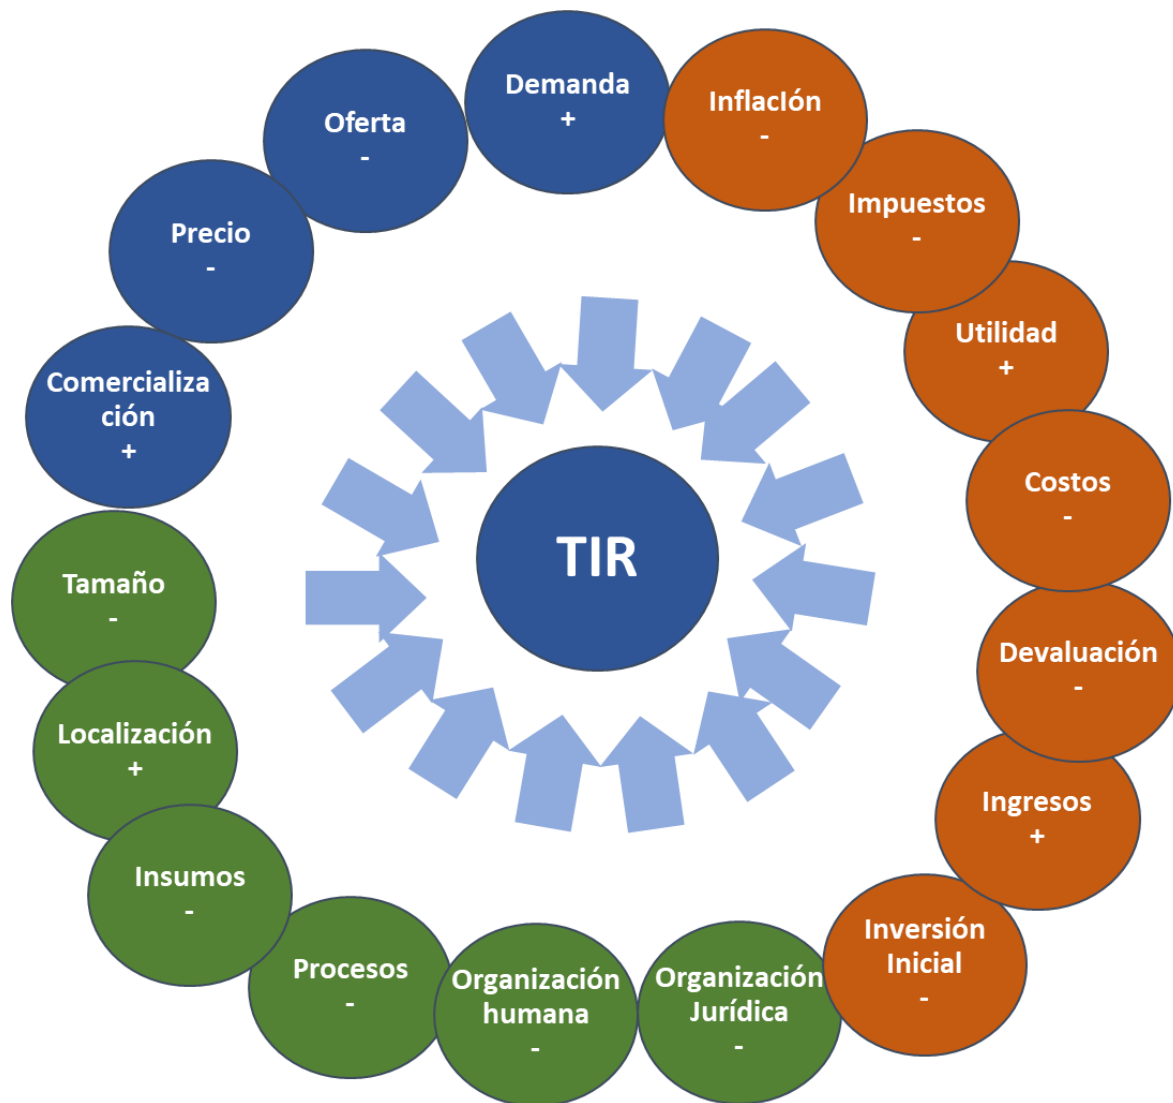 Demanda
+
InflacIón
-
Impuestos
-
Utilidad
+
Costos
-
Devaluación
-
Ingresos
+
Inversión
Inicial
-
Organización
Jurídica
-
Organización
humana
-
Procesos
-
Insumos
-
Localización
+
Tamaño
-
Comercializa
ción
+
Precio
-
Oferta
-
TIR